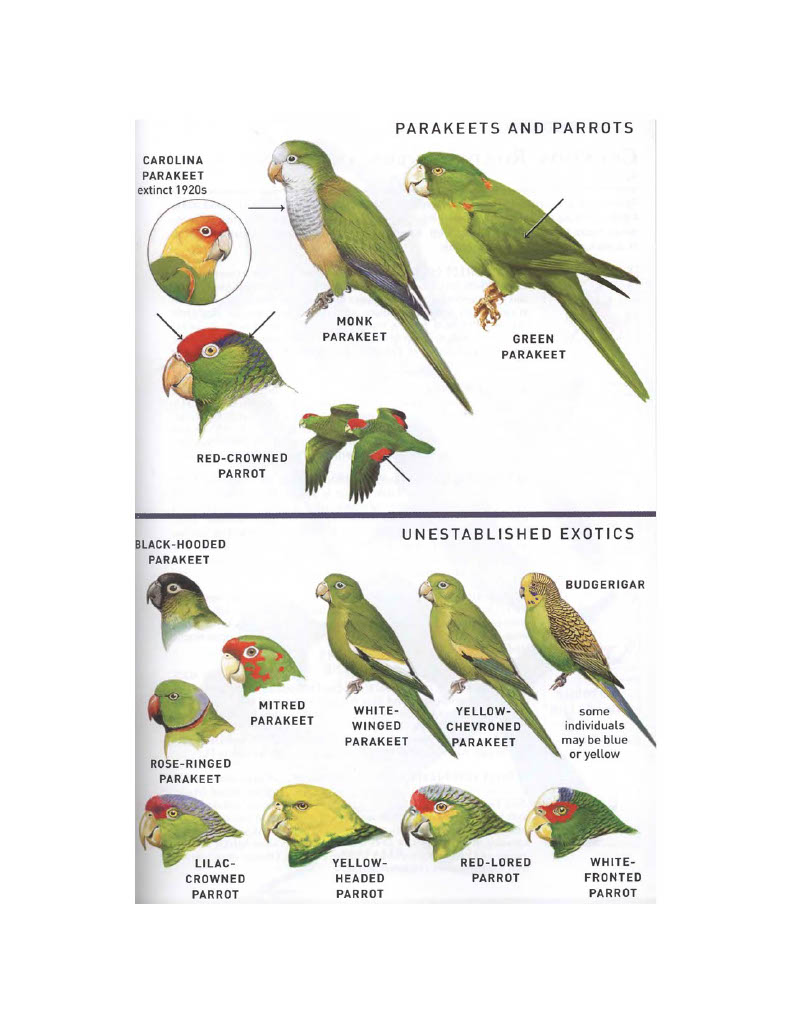 PARAKEETS AND PARROTS
CAROLINA
PARAKEET
extinct 1920s
MONK
PARAKEET
GREEN
PARAKEET
RED-CROWNED
PARROT
UNESTABLISHED EXOTICS
BLACK-HOODED
PARAKEET
BUDGERIGAR
MITRED
PARAKEET
WHITE-
WINGED
PARAKEET
YELLOW-
CHEVRONED
PARAKEET
some
individuals
may be blue
or yellow
ROSE-RINGED
PARAKEET
LILAC-
CROWNED
PARROT
YELLOW-
HEADED
PARROT
RED-LORED
PARROT
WHITE-
FRONTED
PARROT